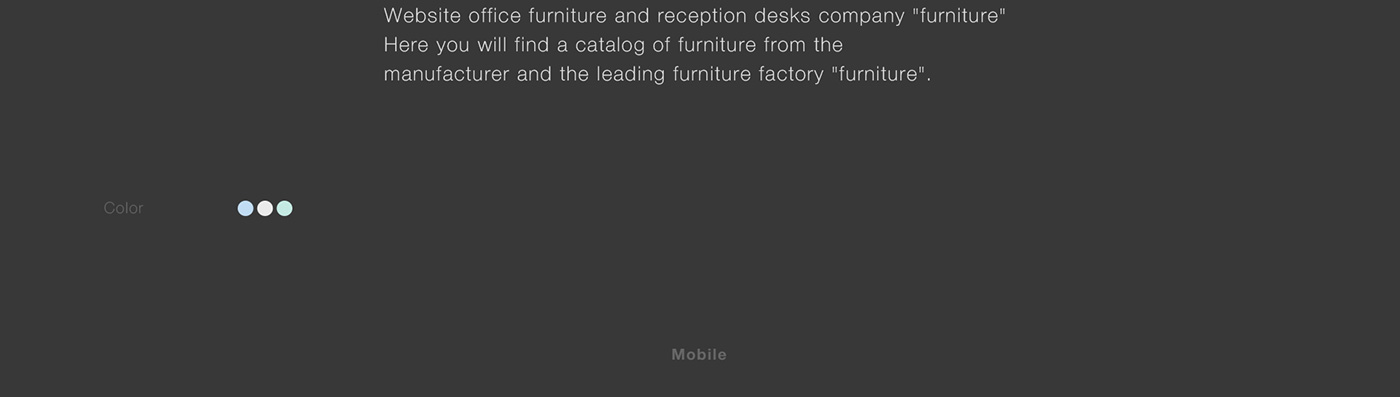 Website office furniture and reception desks company "furniture"
Here you will find a catalog of furniture from the
manufacturer and the leading furniture factory "furniture".
Color
Mobile